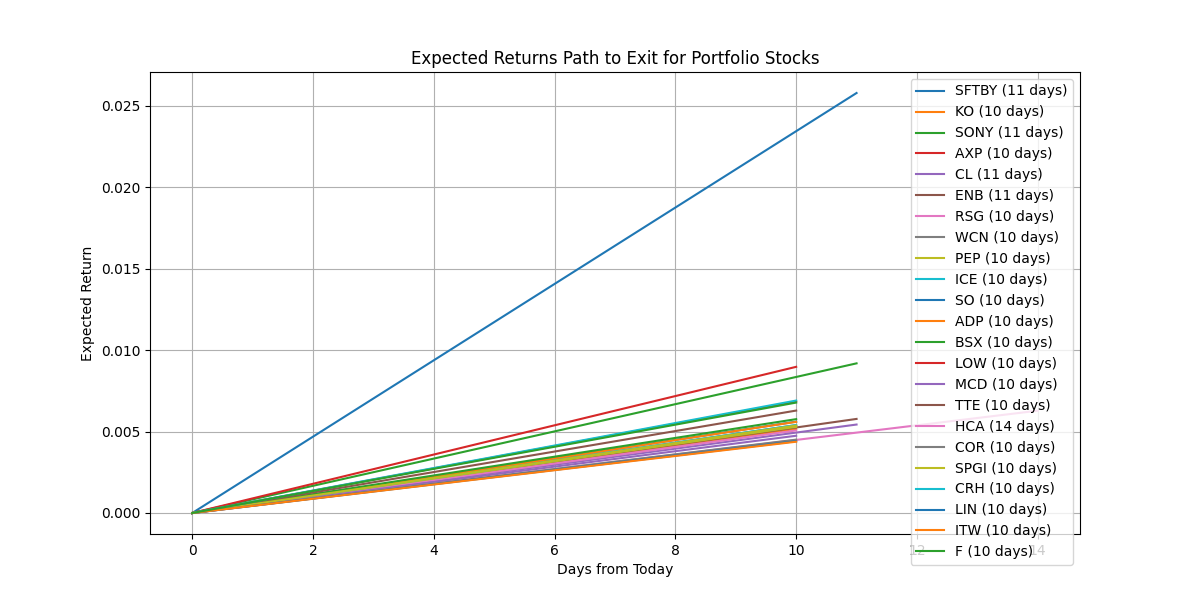 Expected Returns Path to Exit for Portfolio Stocks
Expected Return
0.025
0.020
0.015
0.010
0.005
0.000
0 2 4 6 8 10 12 14
Days from Today
SFTBY (11 days)
KO (10 days)
SONY (11 days)
AXP (10 days)
CL (11 days)
ENB (11 days)
RSG (10 days)
WCN (10 days)
PEP (10 days)
ICE (10 days)
SO (10 days)
ADP (10 days)
BSX (10 days)
LOW (10 days)
MCD (10 days)
TTE (10 days)
HCA (14 days)
COR (10 days)
SPGI (10 days)
CRH (10 days)
LIN (10 days)
ITW (10 days)
F (10 days)